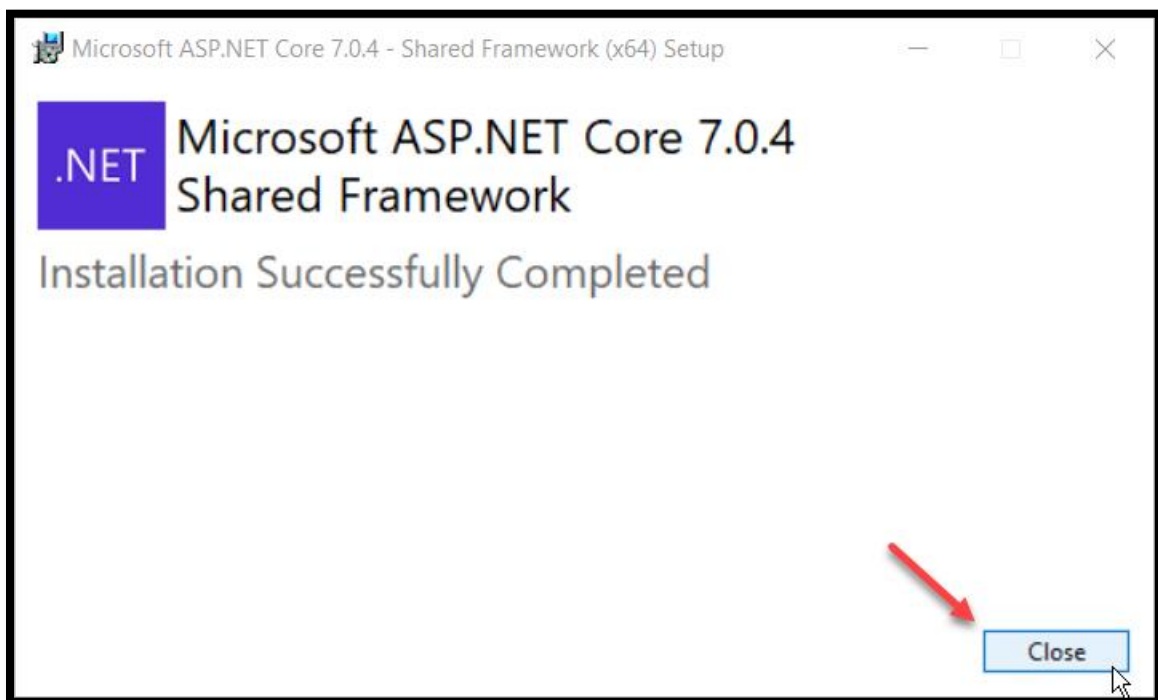 Microsoft ASP.NET Core 7.0.4 - Shared Framework (x64) Setup
.NET
Microsoft ASP.NET Core 7.0.4
Shared Framework
Installation Successfully Completed
Close